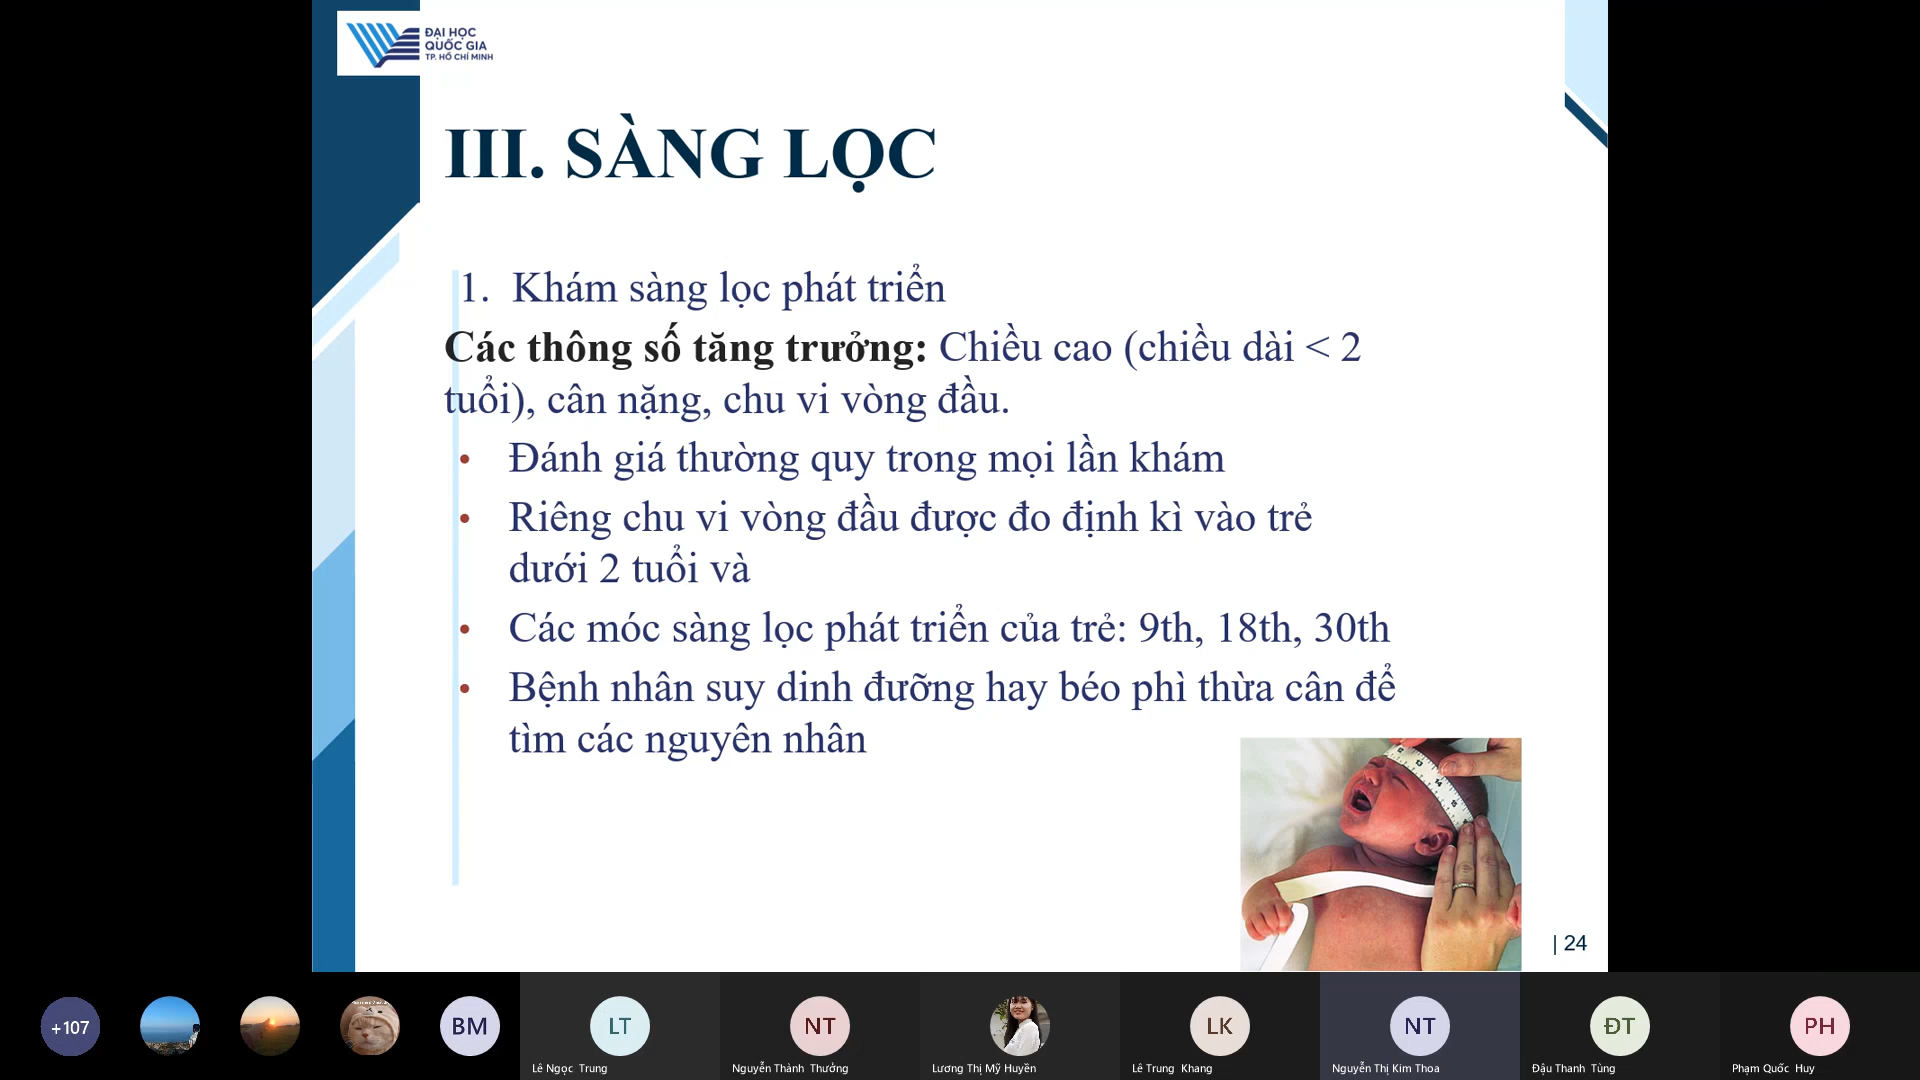 ĐẠI HỌC
QUỐC GIA
TP. HỒ CHÍ MINH
III. SÀNG LỌC
1. Khám sàng lọc phát triển
Các thông số tăng trưởng: Chiều cao (chiều dài < 2
tuổi), cân nặng, chu vi vòng đầu.
• Đánh giá thường quy trong mọi lần khám
• Riêng chu vi vòng đầu được đo định kì vào trẻ
dưới 2 tuổi và
• Các móc sàng lọc phát triển của trẻ: 9th, 18th, 30th
• Bệnh nhân suy dinh đưỡng hay béo phì thừa cân để
tìm các nguyên nhân
| 24
+107
BM
LT
NT
LK
NT
ĐT
PH
Lê Ngọc Trung
Nguyễn Thành Thưởng
Lương Thị Mỹ Huyền
Lê Trung Khang
Nguyễn Thị Kim Thoa
Đậu Thanh Tùng
Phạm Quốc Huy